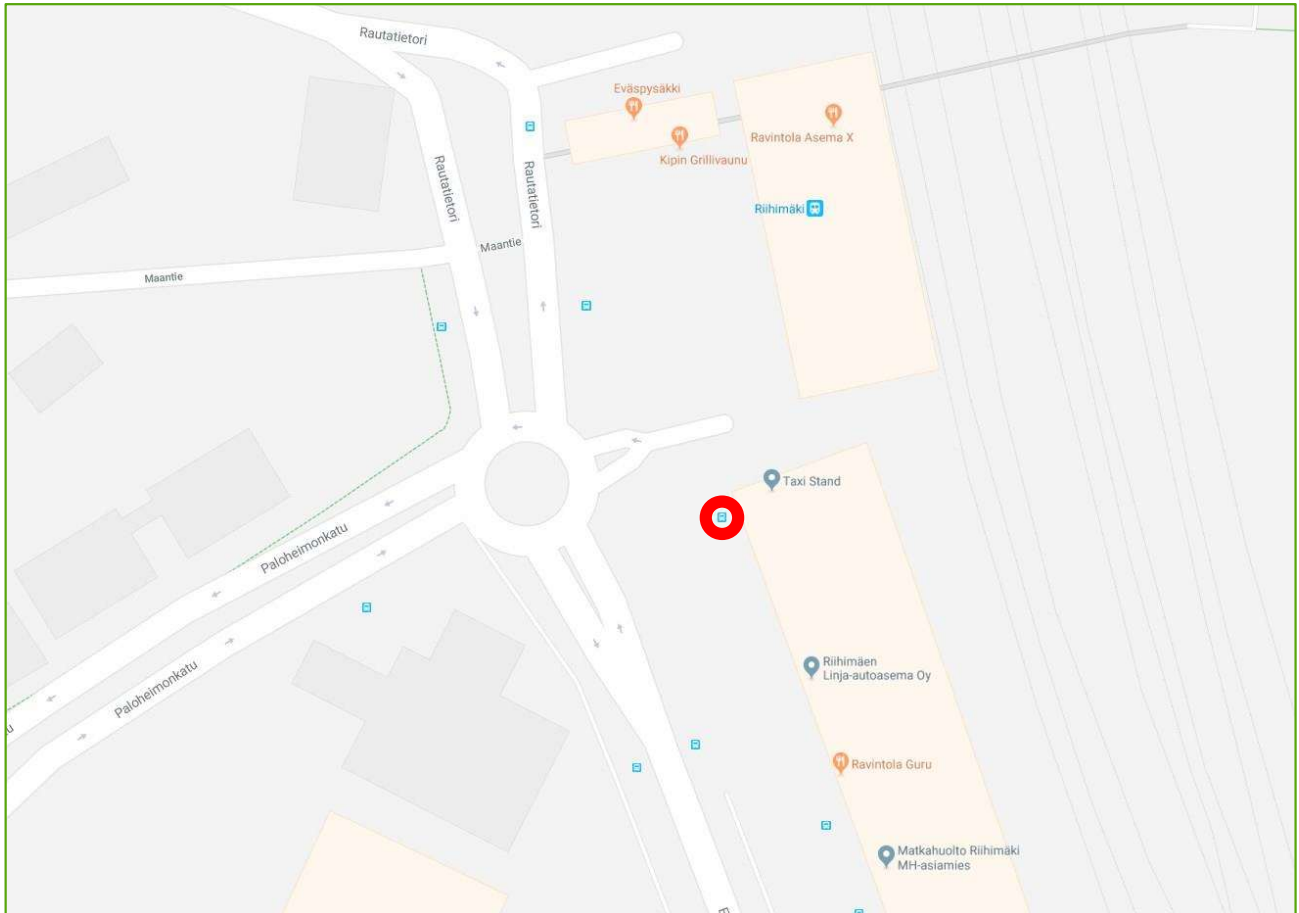 Rautatietori
Eväspysäkki
Ravintola Asema X
Kipin Grillivaunu
Rautatietori
Rautatietori
Riihimäki
Maantie
Maantie
Taxi Stand
Paloheimonkatu
Riihimäen
Linja-autoasema Oy
Paloheimonkatu
Ravintola Guru
Matkahuolto Riihimäki
MH-asiamies